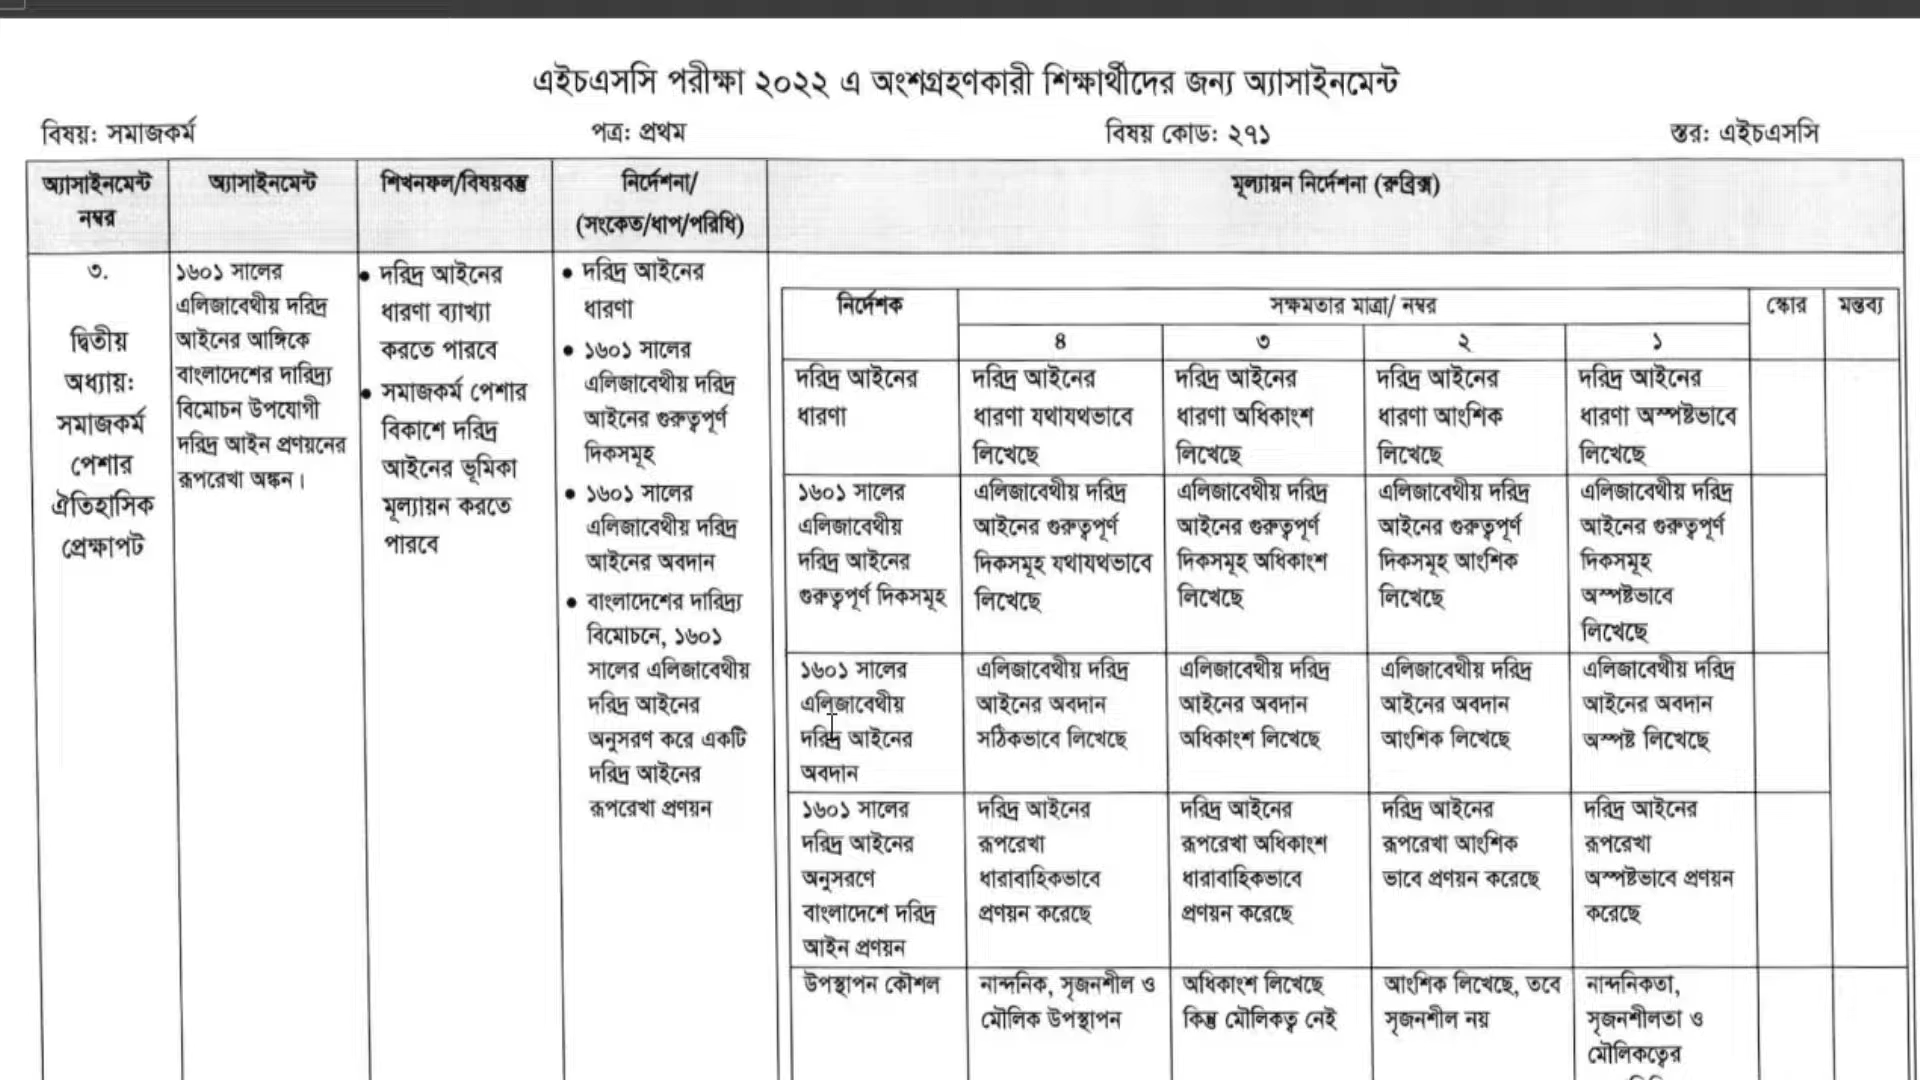 এইচএসসি পরীক্ষা ২০২২ এ অংশগ্রহণকারী শিক্ষার্থীদের জন্য অ্যাসাইনমেন্ট
বিষয়: সমাজকর্ম পত্র: প্রথম বিষয় কোড: ২৭১ স্তর: এইচএসসি
অ্যাসাইনমেন্ট
নম্বর
অ্যাসাইনমেন্ট
শিখনফল/বিষয়বস্তু
নির্দেশনা/
(সংকেত/ধাপ/পরিধি)
মূল্যায়ন নির্দেশনা (রুব্রিক্স)
৩.
দ্বিতীয়
অধ্যায়:
সমাজকর্ম
পেশার
ঐতিহাসিক
প্রেক্ষাপট
১৬০১ সালের
এলিজাবেথীয় দরিদ্র
আইনের আঙ্গিকে
বাংলাদেশের দারিদ্র্য
বিমোচন উপযোগী
দরিদ্র আইন প্রণয়নের
রূপরেখা অঙ্কন।
• দরিদ্র আইনের
ধারণা ব্যাখ্যা
করতে পারবে
• সমাজকর্ম পেশার
বিকাশে দরিদ্র
আইনের ভূমিকা
মূল্যায়ন করতে
পারবে
• দরিদ্র আইনের
ধারণা
• ১৬০১ সালের
এলিজাবেথীয় দরিদ্র
আইনের গুরুত্বপূর্ণ
দিকসমূহ
• ১৬০১ সালের
এলিজাবেথীয় দরিদ্র
আইনের অবদান
• বাংলাদেশের দারিদ্র্য
বিমোচনে, ১৬০১
সালের এলিজাবেথীয়
দরিদ্র আইনের
অনুসরণ করে একটি
দরিদ্র আইনের
রূপরেখা প্রণয়ন
নির্দেশক
সক্ষমতার মাত্রা/ নম্বর
স্কোর
মন্তব্য
৪ ৩ ২ ১
দরিদ্র আইনের
ধারণা
দরিদ্র আইনের
ধারণা যথাযথভাবে
লিখেছে
দরিদ্র আইনের
ধারণা অধিকাংশ
লিখেছে
দরিদ্র আইনের
ধারণা আংশিক
লিখেছে
দরিদ্র আইনের
ধারণা অস্পষ্টভাবে
লিখেছে
১৬০১ সালের
এলিজাবেথীয়
দরিদ্র আইনের
গুরুত্বপূর্ণ দিকসমূহ
এলিজাবেথীয় দরিদ্র
আইনের গুরুত্বপূর্ণ
দিকসমূহ যথাযথভাবে
লিখেছে
এলিজাবেথীয় দরিদ্র
আইনের গুরুত্বপূর্ণ
দিকসমূহ অধিকাংশ
লিখেছে
এলিজাবেথীয় দরিদ্র
আইনের গুরুত্বপূর্ণ
দিকসমূহ আংশিক
লিখেছে
এলিজাবেথীয় দরিদ্র
আইনের গুরুত্বপূর্ণ
দিকসমূহ
অস্পষ্টভাবে
লিখেছে
১৬০১ সালের
এলিজাবেথীয়
দরিদ্র আইনের
অবদান
এলিজাবেথীয় দরিদ্র
আইনের অবদান
সঠিকভাবে লিখেছে
এলিজাবেথীয় দরিদ্র
আইনের অবদান
অধিকাংশ লিখেছে
এলিজাবেথীয় দরিদ্র
আইনের অবদান
আংশিক লিখেছে
এলিজাবেথীয় দরিদ্র
আইনের অবদান
অস্পষ্ট লিখেছে
১৬০১ সালের
দরিদ্র আইনের
অনুসরণে
বাংলাদেশে দরিদ্র
আইন প্রণয়ন
দরিদ্র আইনের
রূপরেখা
ধারাবাহিকভাবে
প্রণয়ন করেছে
দরিদ্র আইনের
রূপরেখা অধিকাংশ
ধারাবাহিকভাবে
প্রণয়ন করেছে
দরিদ্র আইনের
রূপরেখা আংশিক
ভাবে প্রণয়ন করেছে
দরিদ্র আইনের
রূপরেখা
অস্পষ্টভাবে প্রণয়ন
করেছে
উপস্থাপন কৌশল
নান্দনিক, সৃজনশীল ও
মৌলিক উপস্থাপন
অধিকাংশ লিখেছে
কিন্তু মৌলিকত্ব নেই
আংশিক লিখেছে, তবে
সৃজনশীল নয়
নান্দনিকতা,
সৃজনশীলতা ও
মৌলিকত্বের